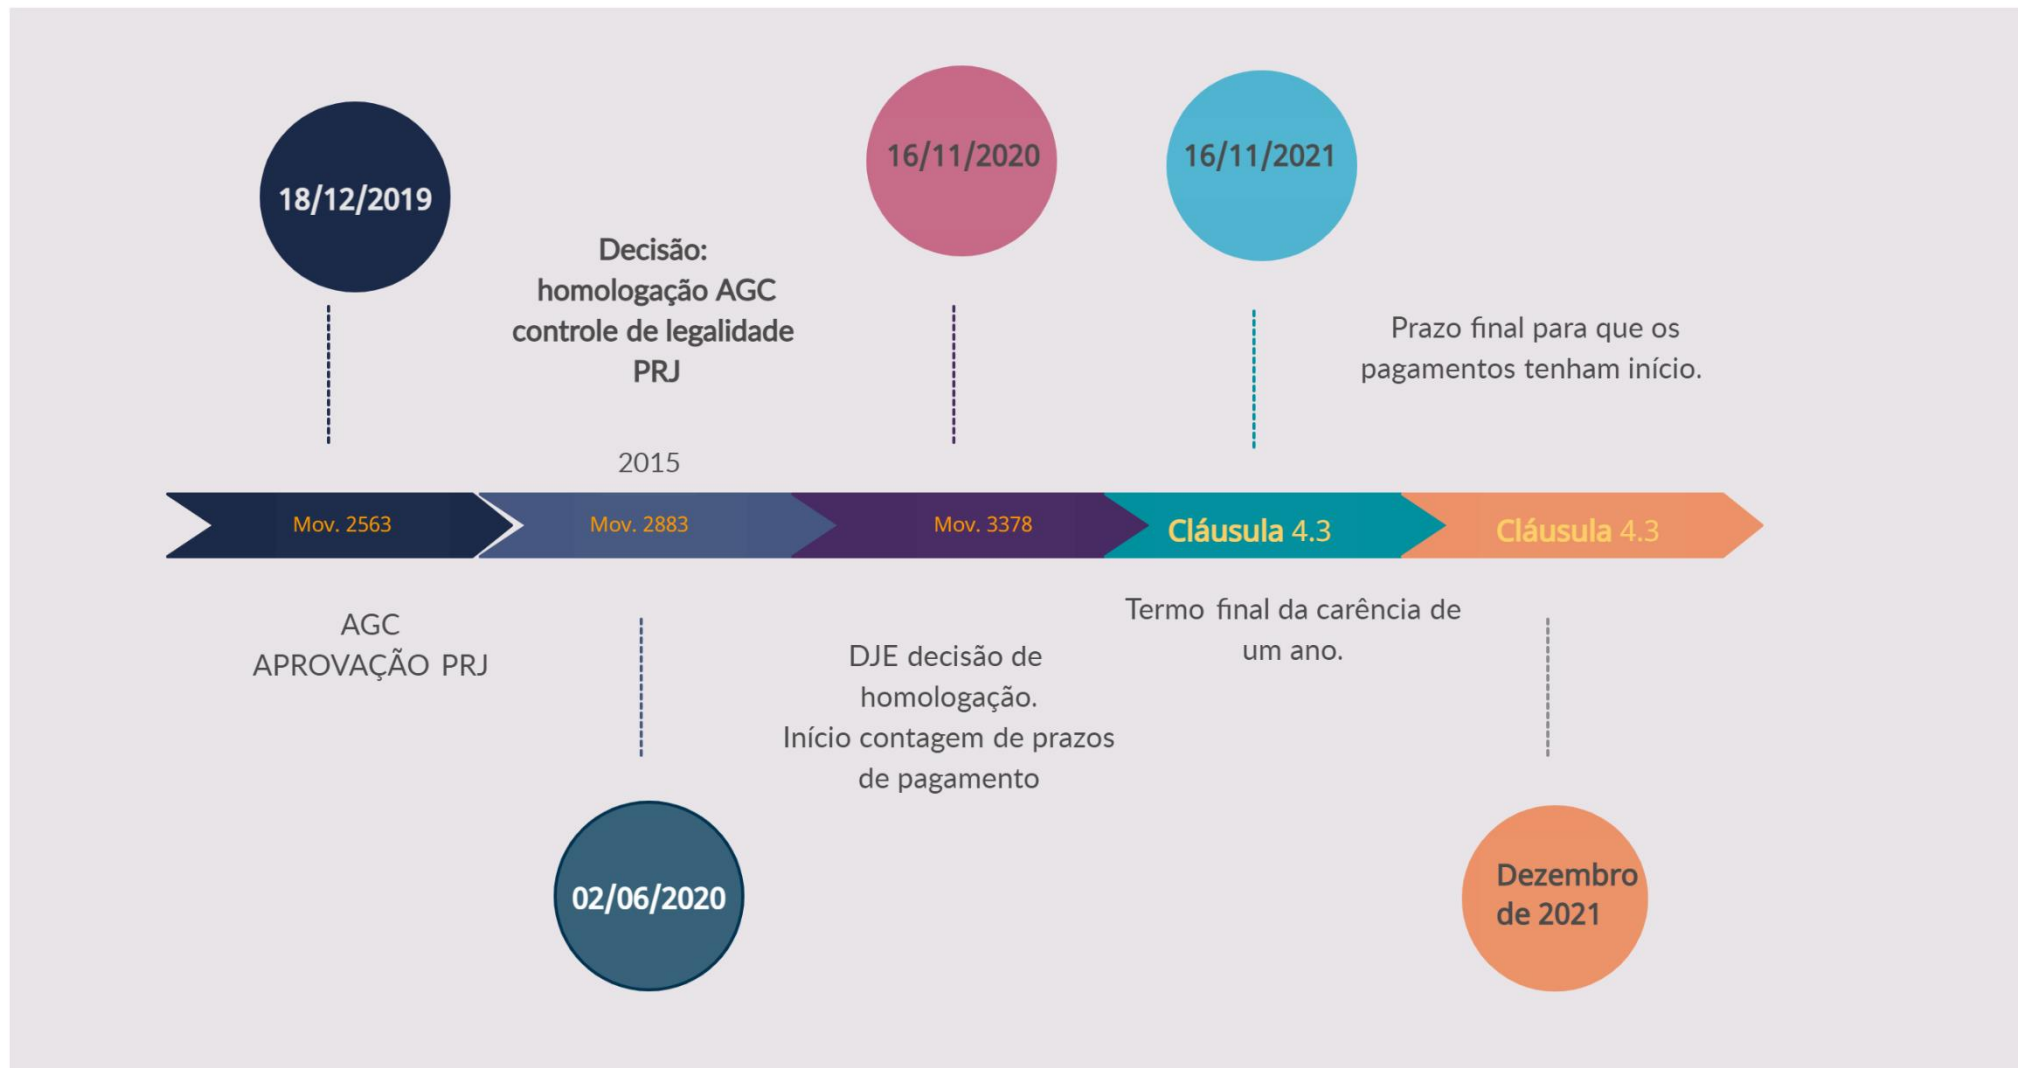 18/12/2019
Mov. 2563
AGC
APROVAÇÃO PRJ
Decisão:
homologação AGC
controle de legalidade
PRJ
2015
Mov. 2883
02/06/2020
16/11/2020
Mov. 3378
DJE decisão de
homologação.
Início contagem de prazos
de pagamento
16/11/2021
Cláusula 4.3
Termo final da carência de
um ano.
Prazo final para que os
pagamentos tenham início.
Cláusula 4.3
Dezembro
de 2021